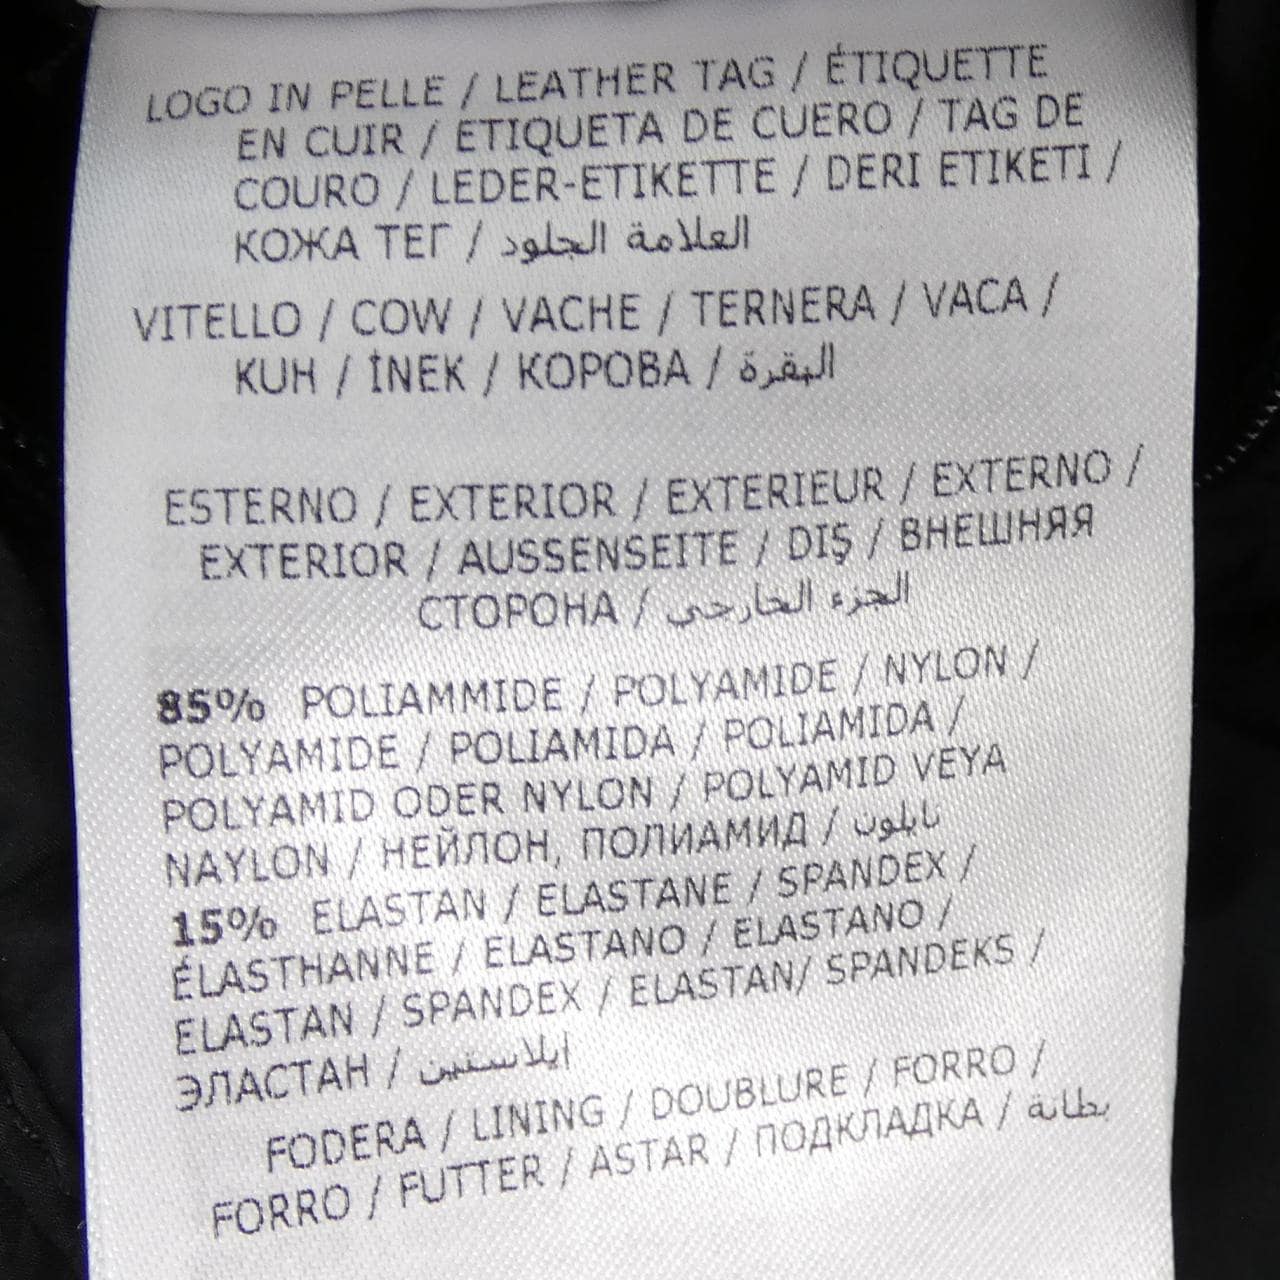 LOGO IN PELLE / LEATHER TAG / ÉTIQUETTE
EN CUIR / ETIQUETA DE CUERO / TAG DE
COURO / LEDER-ETIKETTE / DERI ETIKETI /
КОЖА ТЕГ / العلامة الجلود
VITELLO / COW / VACHE / TERNERA / VACA /
KUH / İNEK / КОРОВА / البقرة
ESTERNO / EXTERIOR / EXTERIEUR / EXTERNO /
EXTERIOR / AUSSENSEITE / DIŞ / ВНЕШНЯЯ
СТОРОНА / الجزء الخارجي
85% POLIAMMIDE / POLYAMIDE / NYLON /
POLYAMIDE / POLIAMIDA / POLIAMIDA /
POLYAMID ODER NYLON / POLYAMID VEYA
NAYLON / НЕЙЛОН, ПОЛИАМИД / نايلون
15% ELASTAN / ELASTANE / SPANDEX /
ÉLASTHANNE / ELASTANO / ELASTANO /
ELASTAN / SPANDEX / ELASTAN/ SPANDEKS /
ЭЛАСТАН / ايلاستين
FODERA / LINING / DOUBLURE / FORRO /
FORRO / FUTTER / ASTAR / ПОДКЛАДКА / بطانة